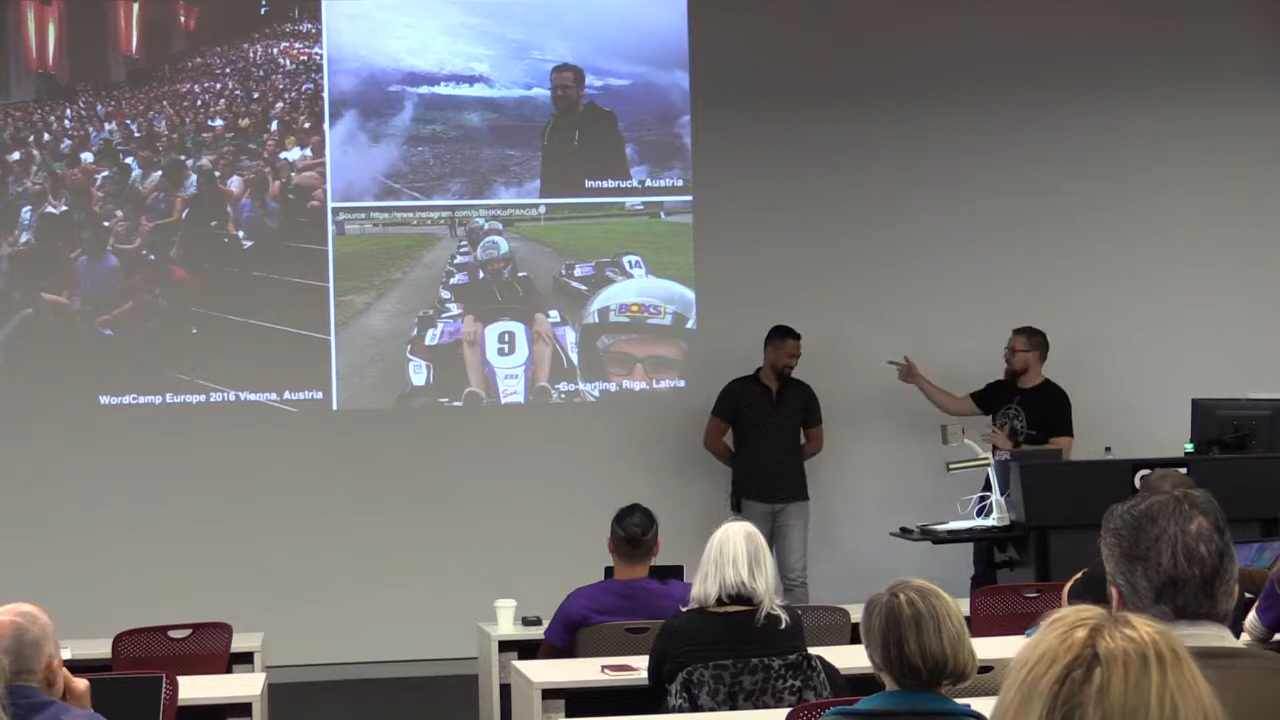 Innsbruck, Austria
Source: https://www.instagram.com/p/BHKKoPfAhGB/
14
BOXS
9
Go-karting, Riga, Latvia
WordCamp Europe 2016 Vienna, Austria